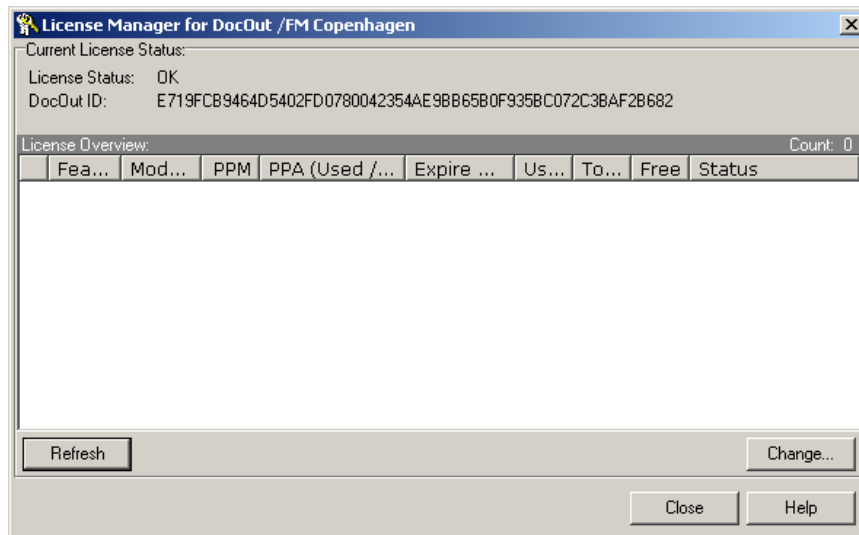 License Manager for DocOut /FM Copenhagen
Current License Status:
License Status: OK
DocOut ID: E719FCB9464D5402FD0780042354AE9BB65B0F935BC072C3BAF2B682
License Overview: Count: 0
Fea... Mod... PPM PPA (Used /... Expire ... Us... To... Free Status
Refresh Change...
Close Help